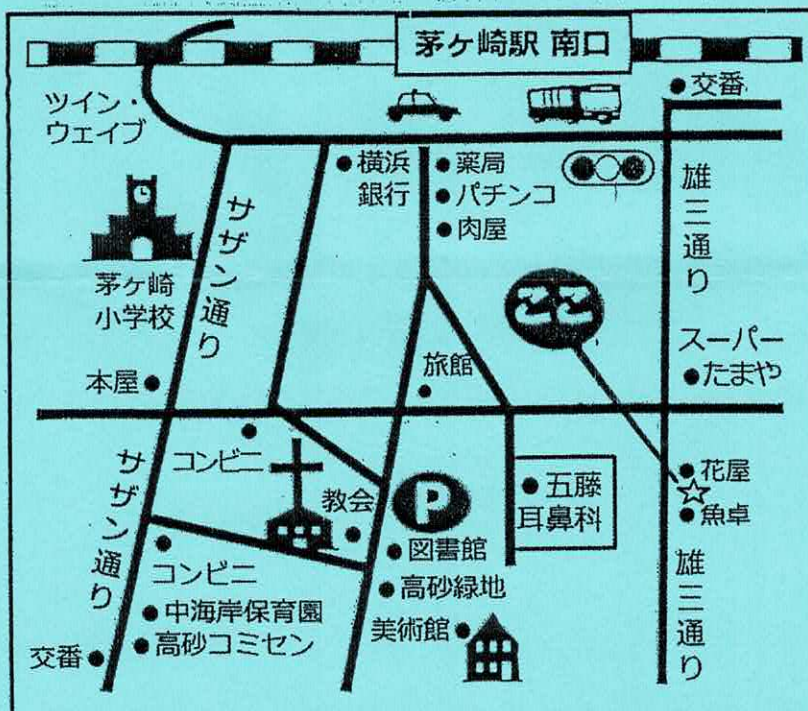 茅ヶ崎駅 南口
交番
ツイン・
ウェイブ
横浜
銀行
薬局
パチンコ
肉屋
雄三通り
サザン通り
茅ヶ崎
小学校
旅館
スーパー
たまや
本屋
コンビニ
サザン通り
教会
P
五藤
耳鼻科
花屋
☆
魚卓
図書館
コンビニ
高砂緑地
雄三通り
中海岸保育園
美術館
高砂コミセン
交番